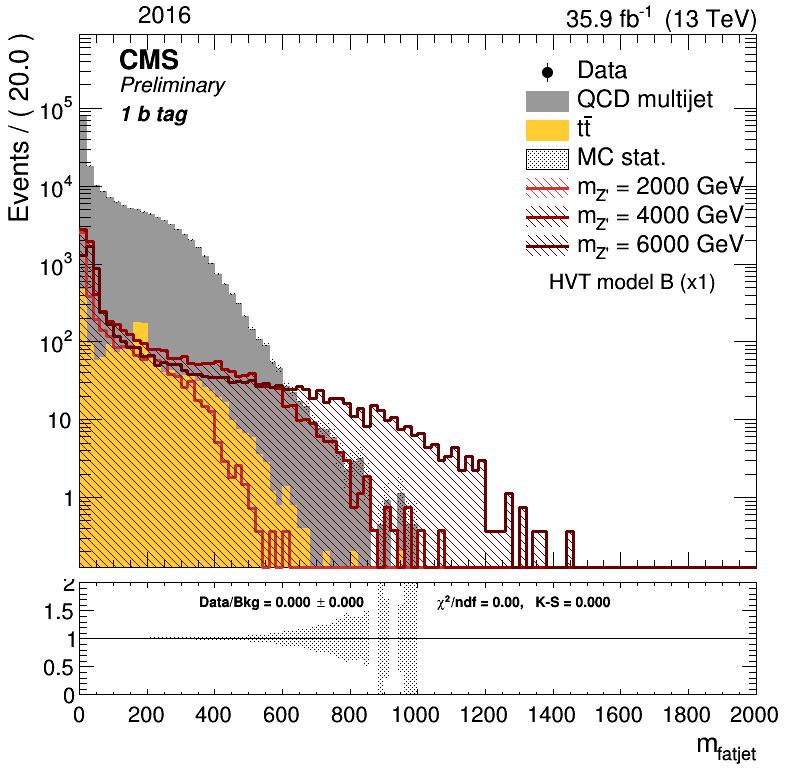 2016
35.9 fb⁻¹ (13 TeV)
CMS
Preliminary
1 b tag
Data
QCD multijet
tt̄
MC stat.
m_Z' = 2000 GeV
m_Z' = 4000 GeV
m_Z' = 6000 GeV
HVT model B (x1)
Events / ( 20.0 )
10⁵
10⁴
10³
10²
10
1
Data/Bkg = 0.000 ± 0.000
χ²/ndf = 0.00, K-S = 0.000
2
1.5
1
0.5
0
0 200 400 600 800 1000 1200 1400 1600 1800 2000
m_fatjet